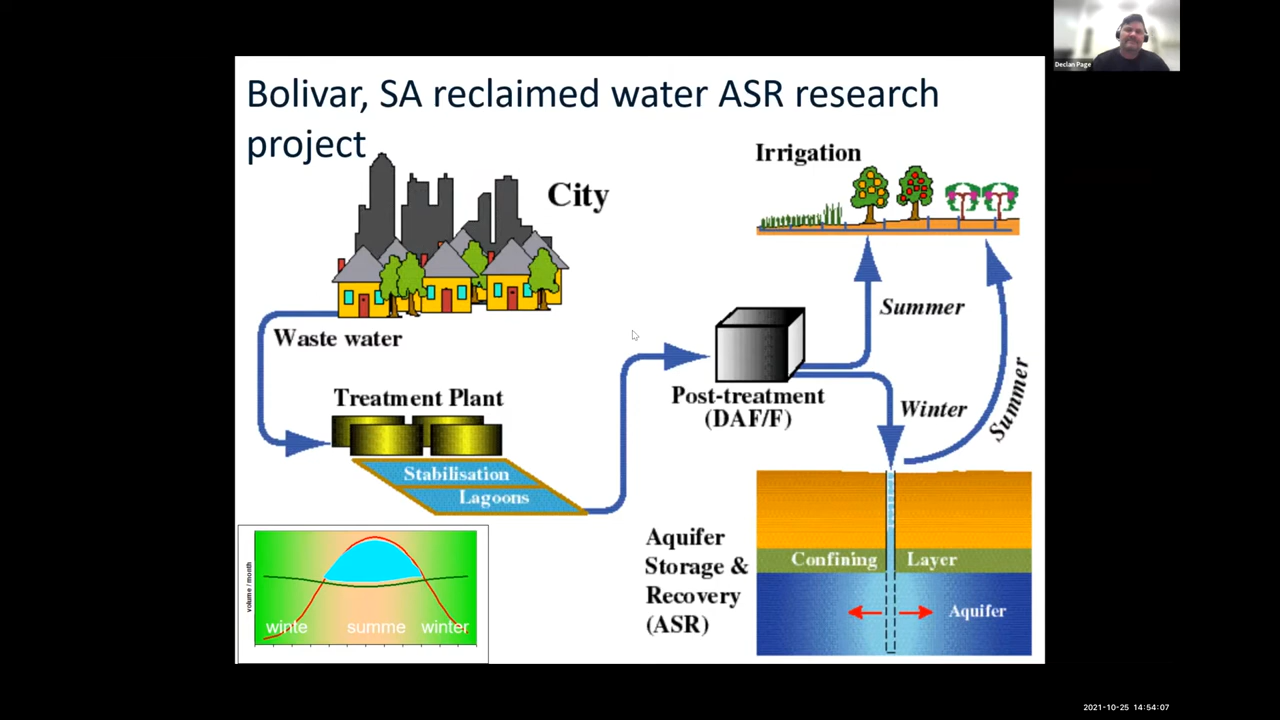 Declan Page
Bolivar, SA reclaimed water ASR research
project
City
Irrigation
Waste water
Summer
Treatment Plant
Post-treatment
(DAF/F)
Winter
Summer
Stabilisation
Lagoons
Aquifer
Storage &
Recovery
(ASR)
Confining Layer
Aquifer
volume / month
winte summe winter
2021-10-25 14:54:07